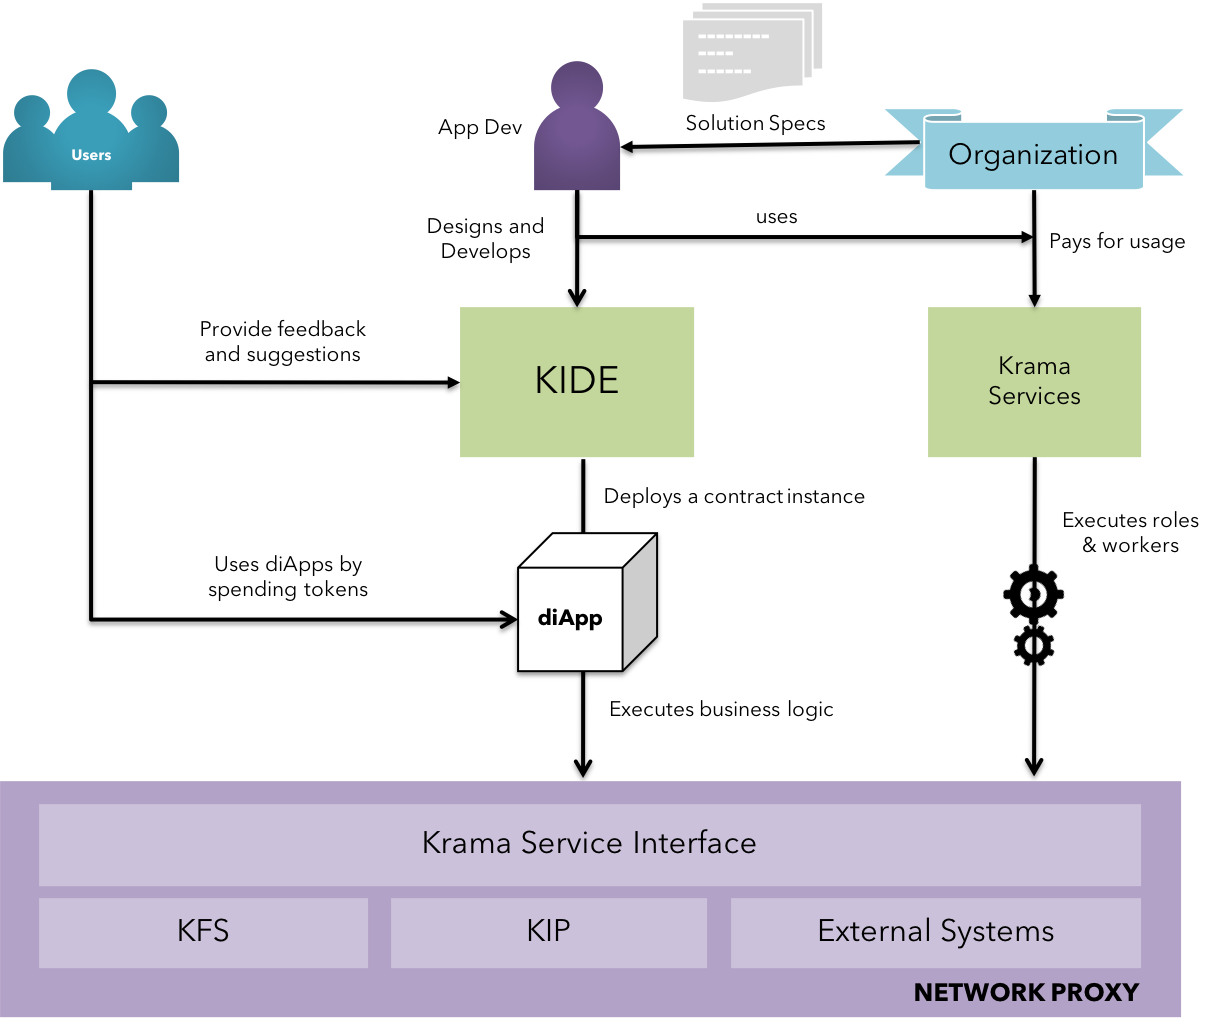 Solution Specs
App Dev
Organization
Users
uses
Designs and
Develops
Pays for usage
Provide feedback
and suggestions
KIDE
Krama
Services
Deploys a contract instance
Executes roles
& workers
Uses diApps by
spending tokens
diApp
Executes business logic
Krama Service Interface
KFS
KIP
External Systems
NETWORK PROXY